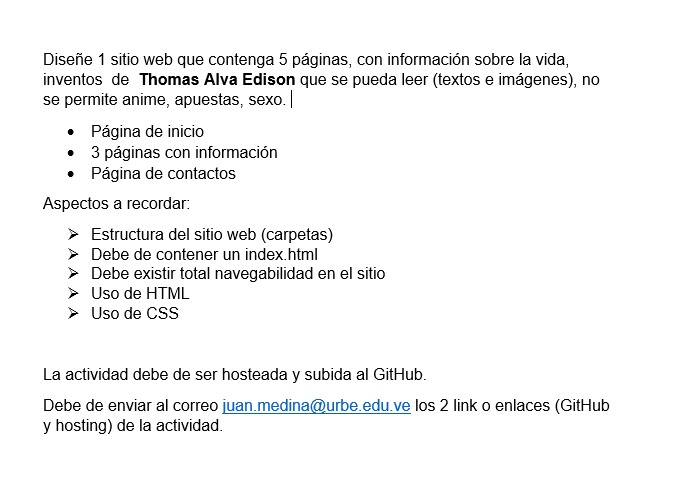 Diseñe 1 sitio web que contenga 5 páginas, con información sobre la vida,
inventos de Thomas Alva Edison que se pueda leer (textos e imágenes), no
se permite anime, apuestas, sexo.
• Página de inicio
• 3 páginas con información
• Página de contactos
Aspectos a recordar:
➢ Estructura del sitio web (carpetas)
➢ Debe de contener un index.html
➢ Debe existir total navegabilidad en el sitio
➢ Uso de HTML
➢ Uso de CSS
La actividad debe de ser hosteada y subida al GitHub.
Debe de enviar al correo juan.medina@urbe.edu.ve los 2 link o enlaces (GitHub
y hosting) de la actividad.